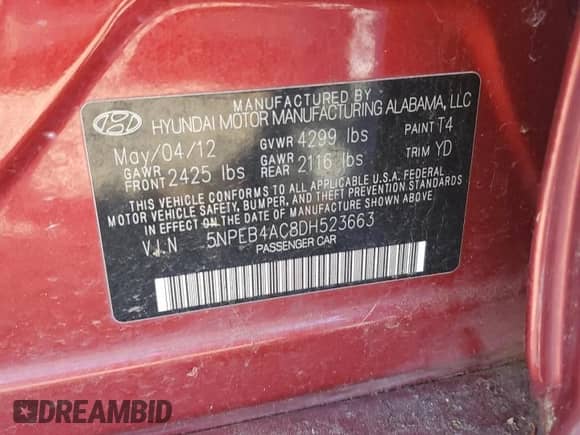 MANUFACTURED BY
HYUNDAI MOTOR MANUFACTURING ALABAMA, LLC
May/04/12 GVWR 4299 lbs PAINT T4
GAWR FRONT 2425 lbs GAWR REAR 2116 lbs TRIM YD
THIS VEHICLE CONFORMS TO ALL APPLICABLE U.S.A. FEDERAL
MOTOR VEHICLE SAFETY, BUMPER, AND THEFT PREVENTION STANDARDS
IN EFFECT ON THE DATE OF MANUFACTURE SHOWN ABOVE.
V.I.N 5NPEB4AC8DH523663
PASSENGER CAR
DREAMBID